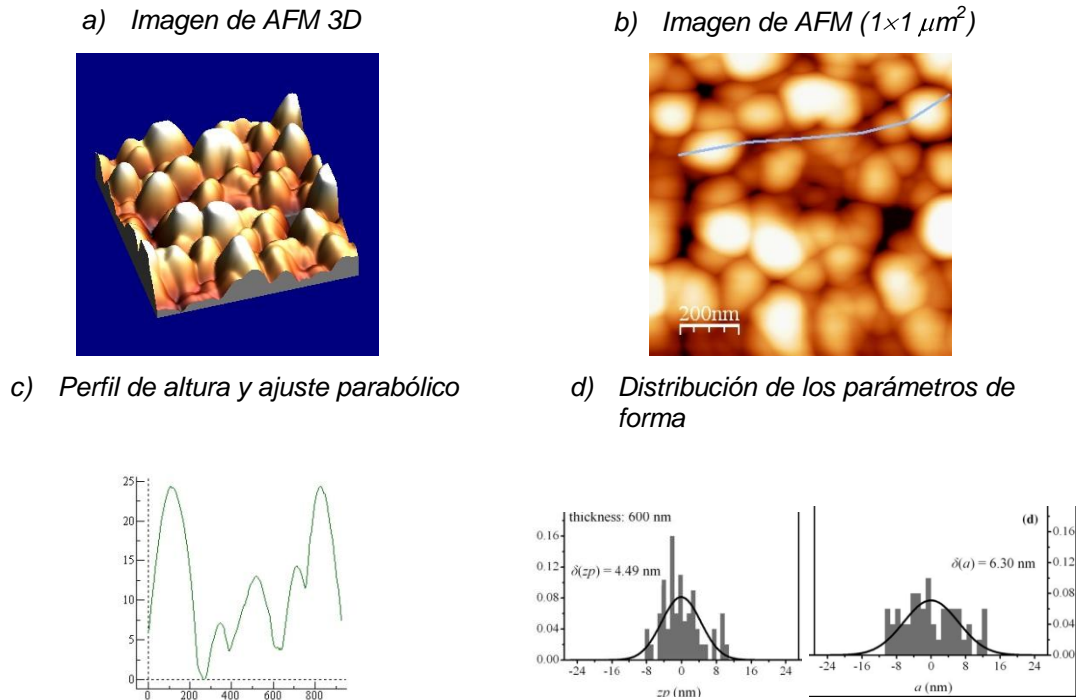 a) Imagen de AFM 3D
b) Imagen de AFM (1×1 μm²)
200nm
c) Perfil de altura y ajuste parabólico
d) Distribución de los parámetros de
forma
25
20
15
10
5
0
0 200 400 600 800
thickness: 600 nm
δ(zp) = 4.49 nm
0.16
0.12
0.08
0.04
0.00
-24 -16 -8 0 8 16 24
zp (nm)
(d)
δ(a) = 6.30 nm
0.16
0.12
0.08
0.04
0.00
-24 -16 -8 0 8 16 24
a (nm)